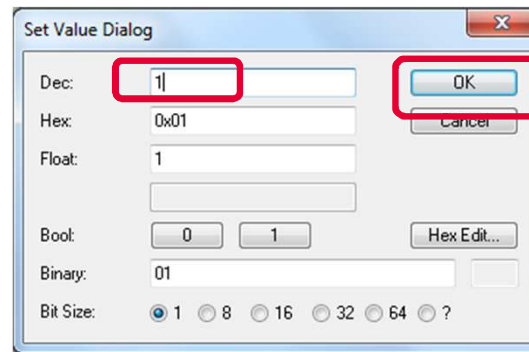 Set Value Dialog
Dec: 1 OK
Hex: 0x01 Cancel
Float: 1
Bool: 0 1 Hex Edit...
Binary: 01
Bit Size: 1 8 16 32 64 ?